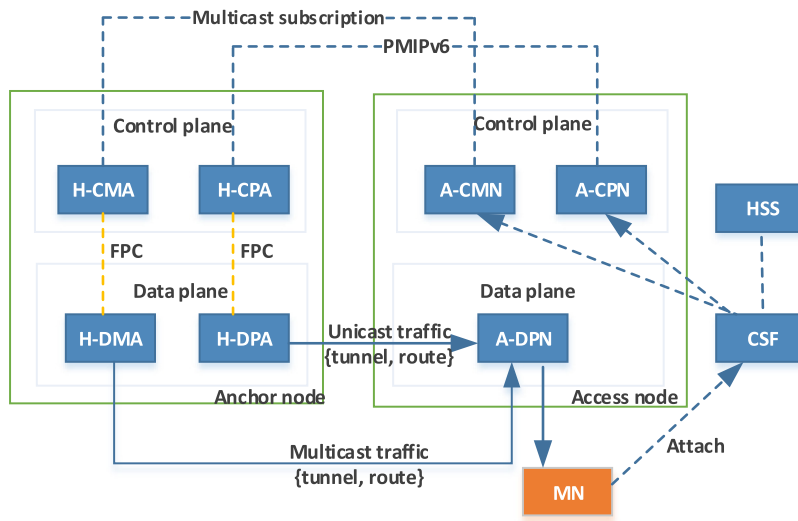 Multicast subscription
PMIPv6
Control plane
Control plane
H-CMA
H-CPA
A-CMN
A-CPN
HSS
FPC
FPC
Data plane
Data plane
H-DMA
H-DPA
Unicast traffic
{tunnel, route}
A-DPN
CSF
Anchor node
Access node
Multicast traffic
{tunnel, route}
Attach
MN